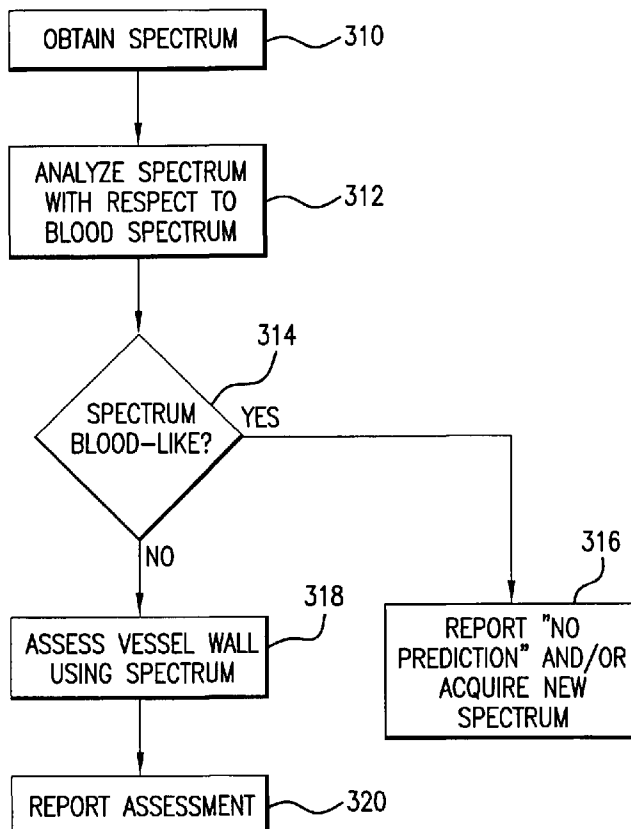 OBTAIN SPECTRUM
310
ANALYZE SPECTRUM
WITH RESPECT TO
BLOOD SPECTRUM
312
314
SPECTRUM
BLOOD-LIKE?
YES
NO
318
ASSESS VESSEL WALL
USING SPECTRUM
316
REPORT "NO
PREDICTION" AND/OR
ACQUIRE NEW
SPECTRUM
REPORT ASSESSMENT
320